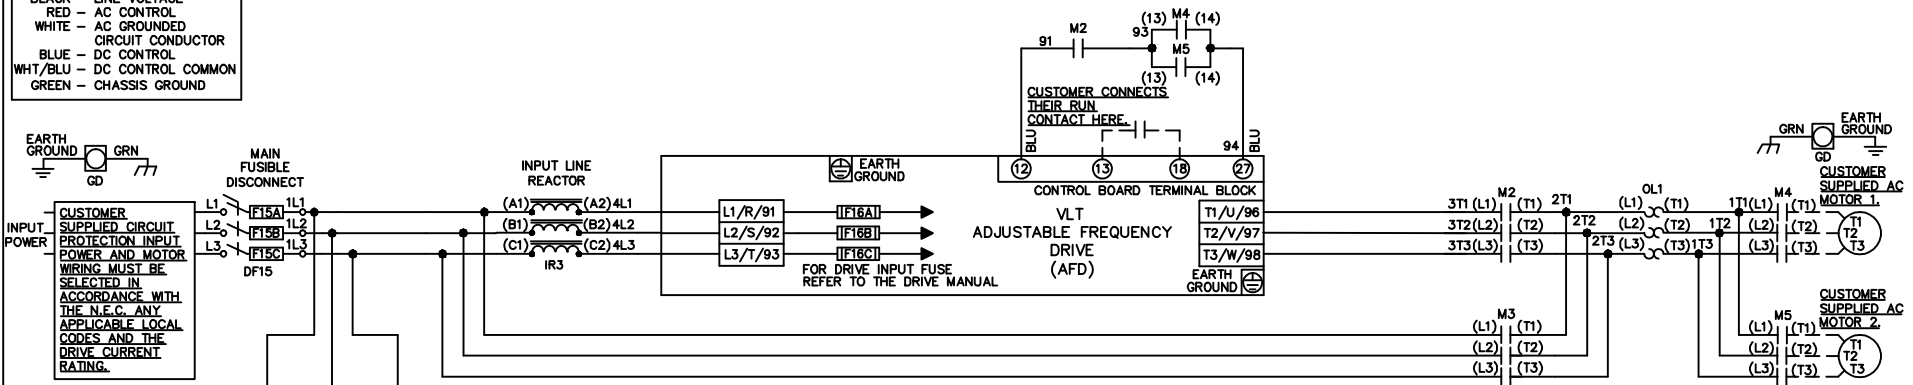 BLACK – LINE VOLTAGE
RED – AC CONTROL
WHITE – AC GROUNDED
CIRCUIT CONDUCTOR
BLUE – DC CONTROL
WHT/BLU – DC CONTROL COMMON
GREEN – CHASSIS GROUND
(13) M4 (14)
91 M2 93
M5
(13) (14)
CUSTOMER CONNECTS
THEIR RUN
CONTACT HERE.
BLU
94 BLU
12 13 18 27
CONTROL BOARD TERMINAL BLOCK
EARTH
GROUND
GRN
GD
MAIN
FUSIBLE
DISCONNECT
INPUT LINE
REACTOR
EARTH
GROUND
INPUT
POWER
CUSTOMER
SUPPLIED CIRCUIT
PROTECTION INPUT
POWER AND MOTOR
WIRING MUST BE
SELECTED IN
ACCORDANCE WITH
THE N.E.C. ANY
APPLICABLE LOCAL
CODES AND THE
DRIVE CURRENT
RATING.
L1 F15A 1L1
L2 F15B 1L2
L3 F15C 1L3
DF15
(A1) (A2) 4L1
(B1) (B2) 4L2
(C1) (C2) 4L3
IR3
L1/R/91 F16A
L2/S/92 F16B
L3/T/93 F16C
FOR DRIVE INPUT FUSE
REFER TO THE DRIVE MANUAL
VLT
ADJUSTABLE FREQUENCY
DRIVE
(AFD)
T1/U/96
T2/V/97
T3/W/98
EARTH
GROUND
M2
3T1 (L1) (T1) 2T1
3T2 (L2) (T2) 2T2
3T3 (L3) (T3) 2T3
OL1
(L1) (T1) 1T1
(L2) (T2) 1T2
(L3) (T3) 1T3
M4
(L1) (T1)
(L2) (T2)
(L3) (T3)
T1
T2
T3
GRN
GD
EARTH
GROUND
CUSTOMER
SUPPLIED AC
MOTOR 1.
M3
(L1) (T1)
(L2) (T2)
(L3) (T3)
M5
(L1) (T1)
(L2) (T2)
(L3) (T3)
T1
T2
T3
CUSTOMER
SUPPLIED AC
MOTOR 2.